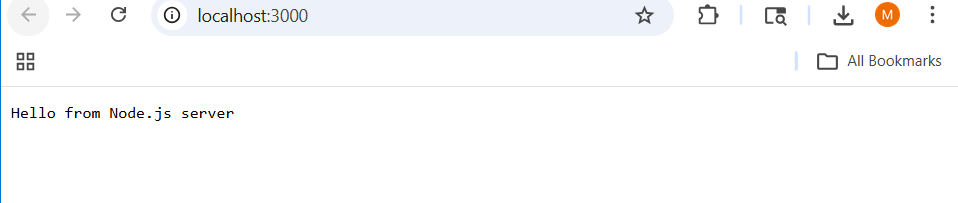 localhost:3000
M
All Bookmarks
Hello from Node.js server